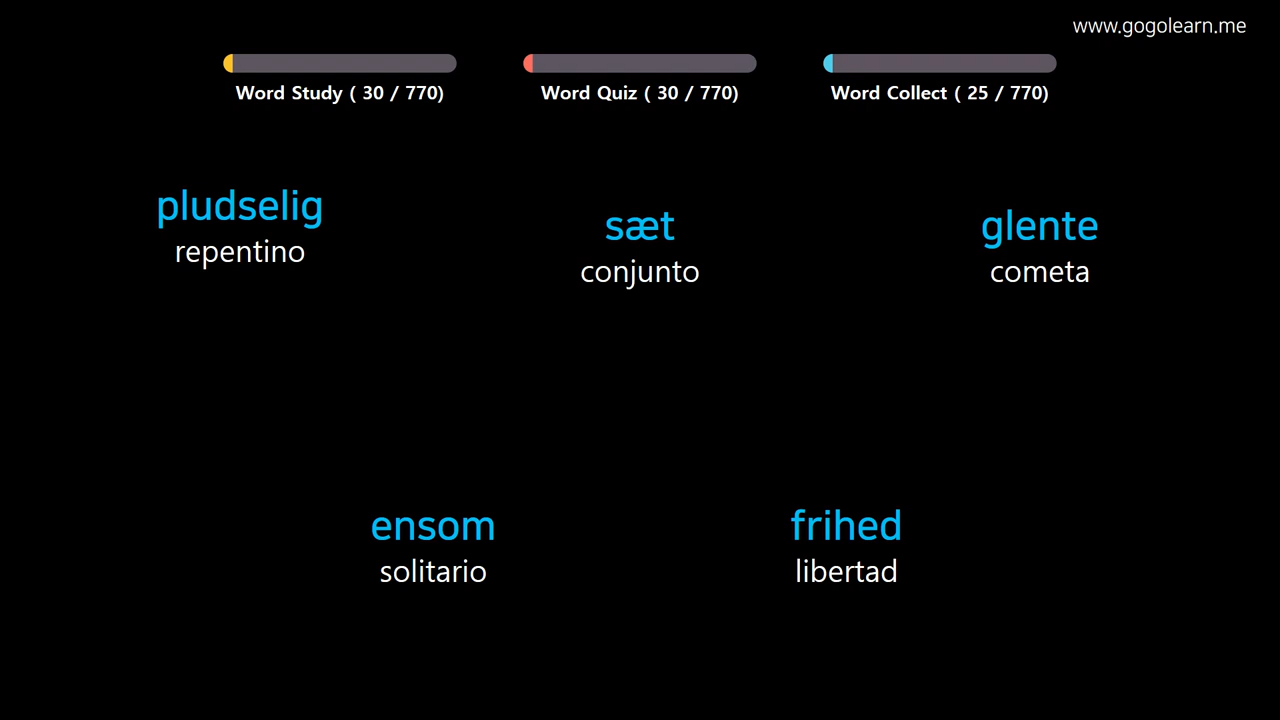 www.gogolearn.me
Word Study ( 30 / 770)
Word Quiz ( 30 / 770)
Word Collect ( 25 / 770)
pludselig
repentino
sæt
conjunto
glente
cometa
ensom
solitario
frihed
libertad